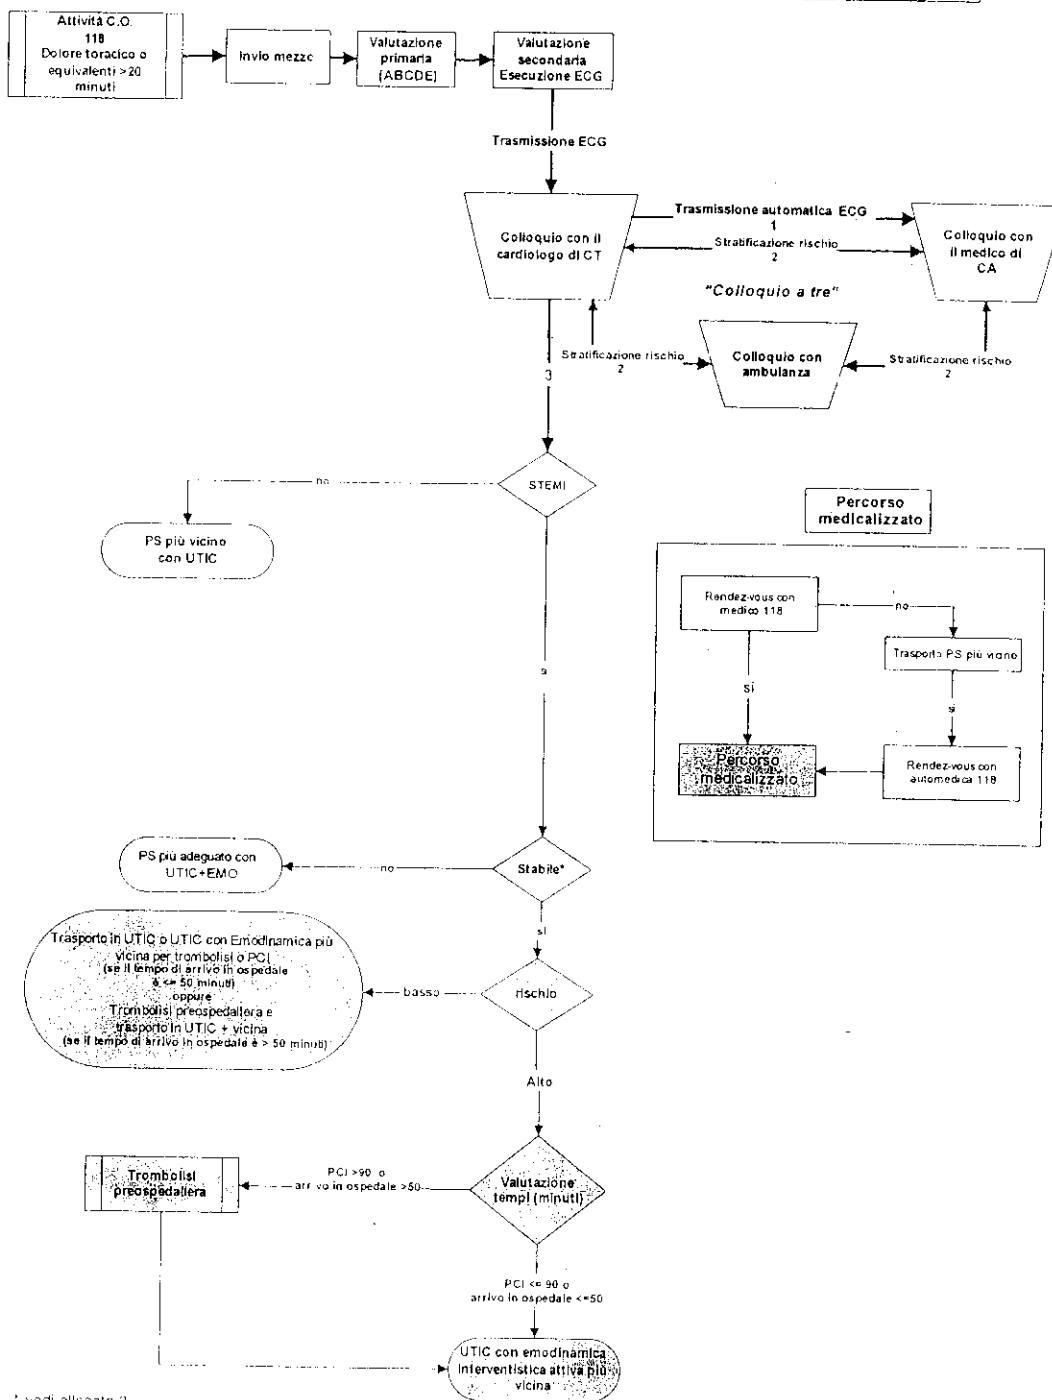 Attività C.O.
118
Dolore toracico o
equivalenti >20
minuti
Invio mezzo
Valutazione
primaria
(ABCDE)
Valutazione
secondaria
Esecuzione ECG
Trasmissione ECG
Colloquio con il
cardiologo di CT
Trasmissione automatica ECG
1
Stratificazione rischio
2
Colloquio con
il medico di
CA
"Colloquio a tre"
Stratificazione rischio
2
Colloquio con
ambulanza
Stratificazione rischio
2
3
STEMI
no
PS più vicino
con UTIC
Percorso
medicalizzato
Rendez-vous con
medico 118
no
Trasporto PS più vicino
si
si
Percorso
medicalizzato
Rendez-vous con
automedica 118
s
PS più adeguato con
UTIC+EMO
no
Stabile*
si
Trasporto in UTIC o UTIC con Emodinamica più
vicina per trombolisi o PCI
(se il tempo di arrivo in ospedale
è <= 50 minuti)
oppure
Trombolisi preospedaliera e
trasporto in UTIC + vicina
(se il tempo di arrivo in ospedale è > 50 minuti)
basso
rischio
Alto
Trombolisi
preospedaliera
PCI >90 o
arrivo in ospedale >50
Valutazione
tempi (minuti)
PCI <= 90 o
arrivo in ospedale <=50
UTIC con emodinamica
interventistica attiva più
vicina
* vedi allegato 2